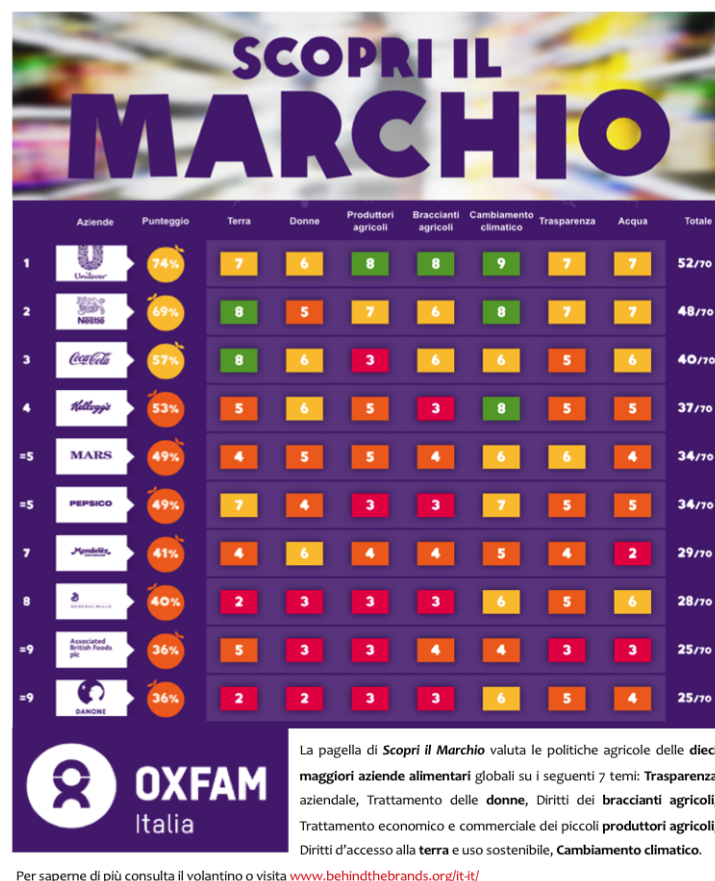 SCOPRI IL
MARCHIO
Aziende Punteggio Terra Donne Produttori agricoli Braccianti agricoli Cambiamento climatico Trasparenza Acqua Totale
1 Unilever 74% 7 6 8 8 9 7 7 52/70
2 Nestlé 69% 8 5 7 6 8 7 7 48/70
3 Coca-Cola 57% 8 6 3 6 6 5 6 40/70
4 Kellogg's 53% 5 6 5 3 8 5 5 37/70
=5 MARS 49% 4 5 5 4 6 6 4 34/70
=5 PEPSICO 49% 7 4 3 3 7 5 5 34/70
7 Mondelēz 41% 4 6 4 4 5 4 2 29/70
8 GENERAL MILLS 40% 2 3 3 3 6 5 6 28/70
=9 Associated British Foods plc 36% 5 3 3 4 4 3 3 25/70
=9 DANONE 36% 2 2 3 3 6 5 4 25/70
OXFAM
Italia
La pagella di Scopri il Marchio valuta le politiche agricole delle dieci
maggiori aziende alimentari globali su i seguenti 7 temi: Trasparenza
aziendale, Trattamento delle donne, Diritti dei braccianti agricoli,
Trattamento economico e commerciale dei piccoli produttori agricoli,
Diritti d'accesso alla terra e uso sostenibile, Cambiamento climatico.
Per saperne di più consulta il volantino o visita www.behindthebrands.org/it-it/